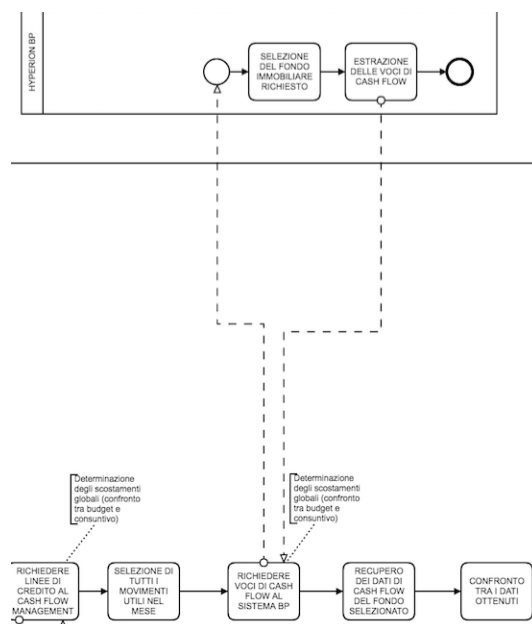 HYPERION BP
SELEZIONE
DEL FONDO
IMMOBILIARE
RICHIESTO
ESTRAZIONE
DELLE VOCI DI
CASH FLOW
Determinazione
degli scostamenti
globali (confronto
tra budget e
consuntivo)
Determinazione
degli scostamenti
globali (confronto
tra budget e
consuntivo)
RICHIEDERE
LINEE DI
CREDITO AL
CASH FLOW
MANAGEMENT
SELEZIONE DI
TUTTI I
MOVIMENTI
UTILI NEL
MESE
RICHIEDERE
VOCI DI CASH
FLOW AL
SISTEMA BP
RECUPERO
DEI DATI DI
CASH FLOW
DEL FONDO
SELEZIONATO
CONFRONTO
TRA I DATI
OTTENUTI